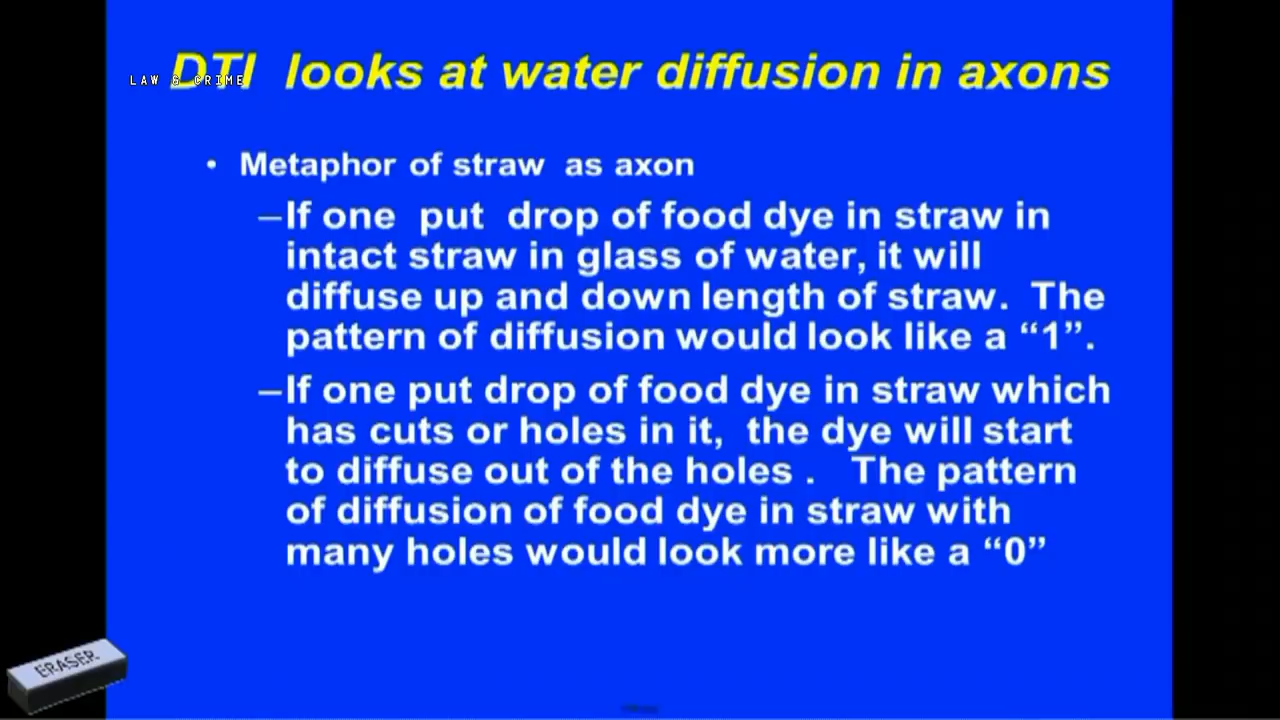 DTI looks at water diffusion in axons
LAW & CRIME
• Metaphor of straw as axon
–If one put drop of food dye in straw in
intact straw in glass of water, it will
diffuse up and down length of straw. The
pattern of diffusion would look like a “1”.
–If one put drop of food dye in straw which
has cuts or holes in it, the dye will start
to diffuse out of the holes . The pattern
of diffusion of food dye in straw with
many holes would look more like a “0”
ERASER